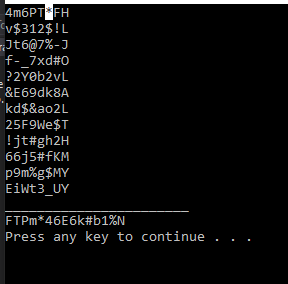 4m6PT*FH
v$312$!L
Jt6@7%-J
f-_7xd#O
?2Y0b2vL
&E69dk8A
kd$&ao2L
25F9We$T
!jt#gh2H
66j5#fKM
p9m%g$MY
EiWt3_UY
_________________________
FTPm*46E6k#b1%N
Press any key to continue . . .